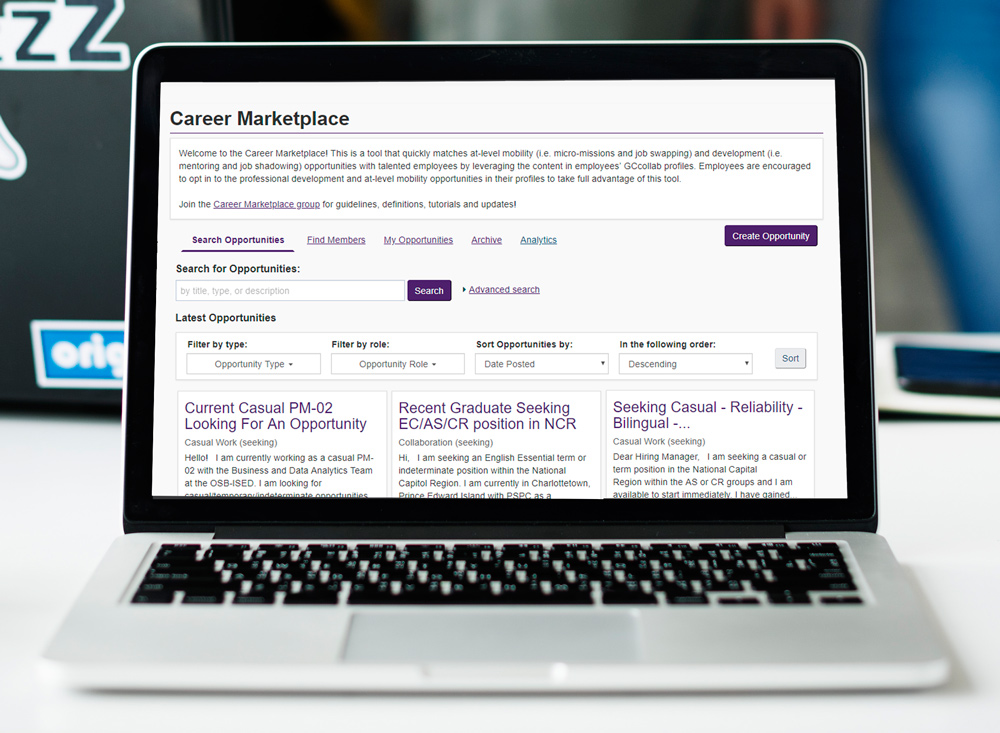 zz
Career Marketplace
Welcome to the Career Marketplace! This is a tool that quickly matches at-level mobility (i.e. micro-missions and job swapping) and development (i.e.
mentoring and job shadowing) opportunities with talented employees by leveraging the content in employees' GCcollab profiles. Employees are encouraged
to opt in to the professional development and at-level mobility opportunities in their profiles to take full advantage of this tool.
Join the Career Marketplace group for guidelines, definitions, tutorials and updates!
Search Opportunities Find Members My Opportunities Archive Analytics Create Opportunity
Search for Opportunities:
by title, type, or description Search Advanced search
Latest Opportunities
Filter by type: Filter by role: Sort Opportunities by: In the following order:
Opportunity Type Opportunity Role Date Posted Descending Sort
Current Casual PM-02
Looking For An Opportunity
Casual Work (seeking)
Hello! I am currently working as a casual PM-
02 with the Business and Data Analytics Team
at the OSB-ISED. I am looking for
casual/temporary/indeterminate opportunities
Recent Graduate Seeking
EC/AS/CR position in NCR
Collaboration (seeking)
Hi, I am seeking an English Essential term or
indeterminate position within the National
Capitol Region. I am currently in Charlottetown,
Prince Edward Island with PSPC as a
Seeking Casual - Reliability -
Bilingual -...
Casual Work (seeking)
Dear Hiring Manager, I am seeking a casual or
term position in the National Capital
Region within the AS or CR groups and I am
available to start immediately. I have gained...
orig